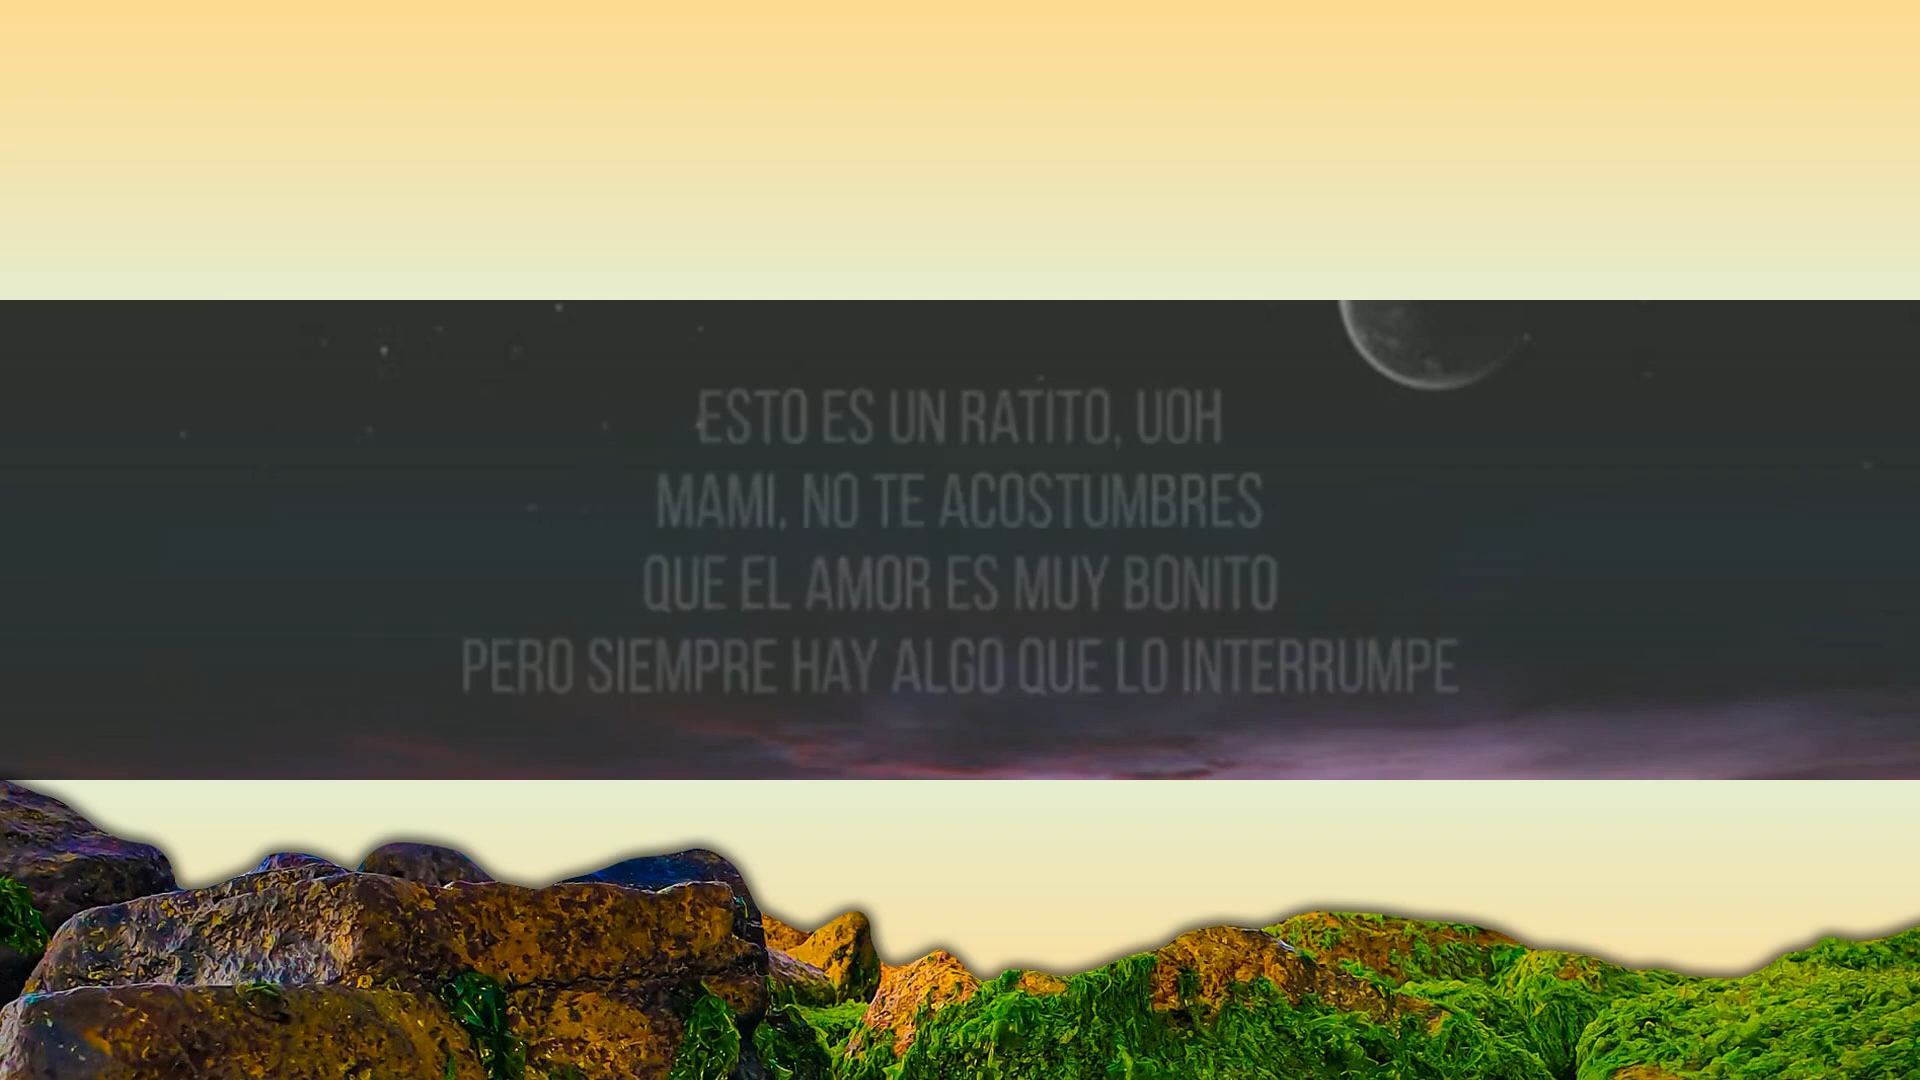 ESTO ES UN RATITO, UOH
MAMI, NO TE ACOSTUMBRES
QUE EL AMOR ES MUY BONITO
PERO SIEMPRE HAY ALGO QUE LO INTERRUMPE